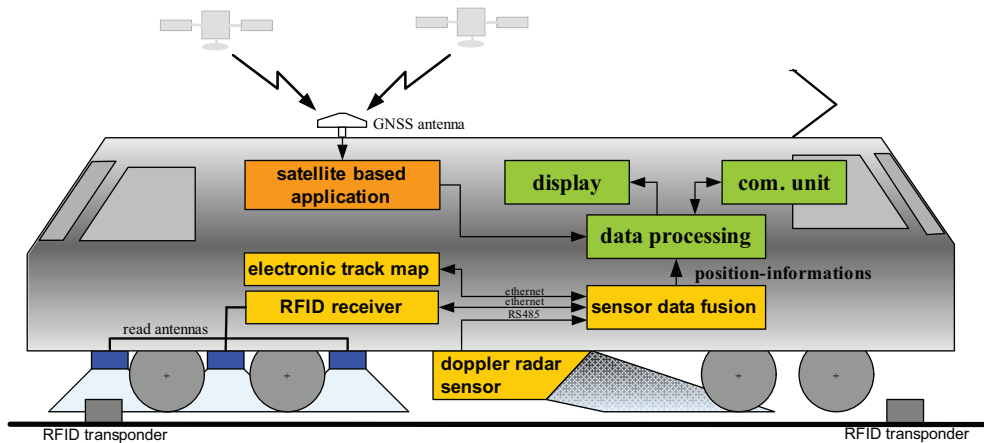 GNSS antenna
satellite based
application
display
com. unit
data processing
electronic track map
position-informations
ethernet
RFID receiver
ethernet
sensor data fusion
RS485
read antennas
doppler radar
sensor
RFID transponder
RFID transponder